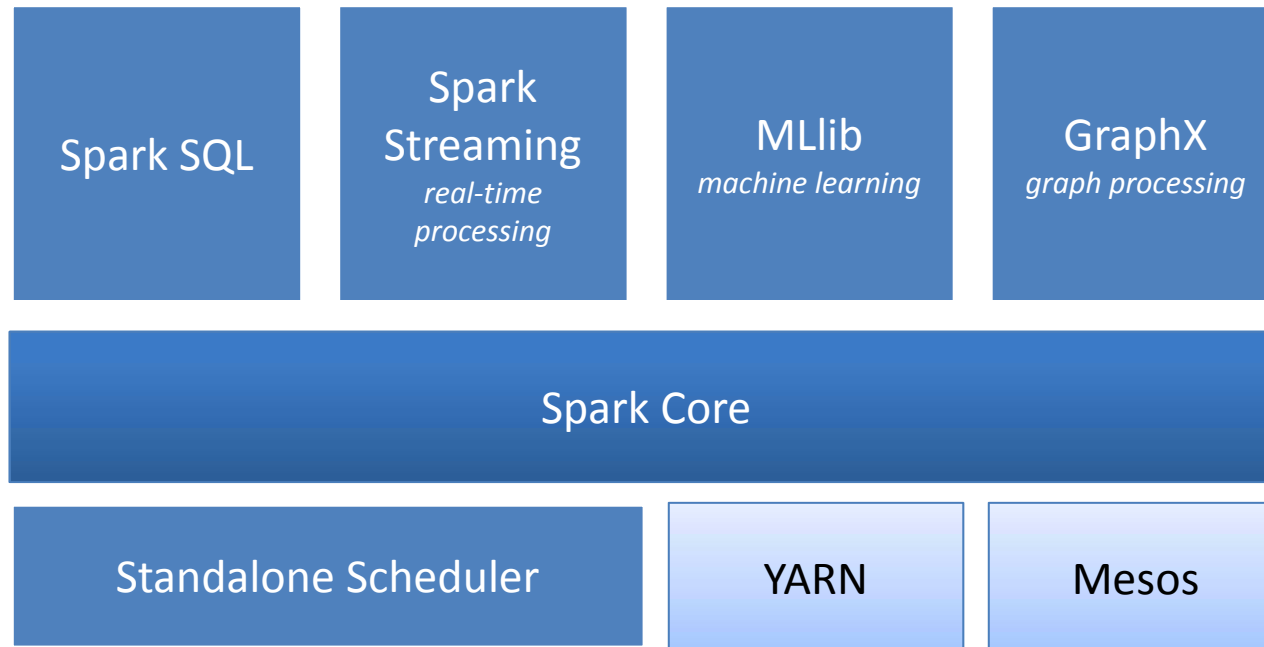 Spark SQL
Spark
Streaming
real-time
processing
MLlib
machine learning
GraphX
graph processing
Spark Core
Standalone Scheduler
YARN
Mesos